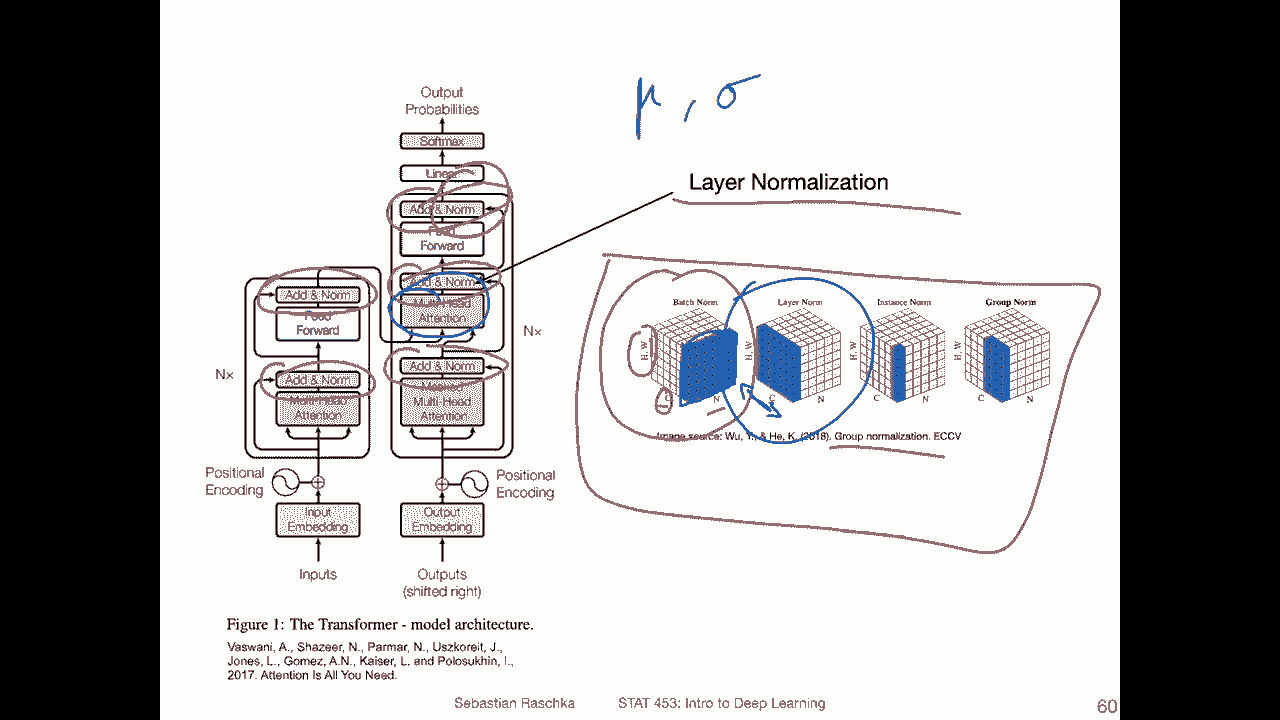 μ, σ
Output
Probabilities
Softmax
Linear
Add & Norm
Feed
Forward
Add & Norm
Multi-Head
Attention
Add & Norm
Masked
Multi-Head
Attention
Nx
Add & Norm
Feed
Forward
Nx
Add & Norm
Multi-Head
Attention
Positional
Encoding
Positional
Encoding
Input
Embedding
Output
Embedding
Inputs
Outputs
(shifted right)
Layer Normalization
Batch Norm
Layer Norm
Instance Norm
Group Norm
H, W
C
N
H, W
C
N
H, W
C
N
H, W
C
N
Image source: Wu, Y., & He, K. (2018). Group normalization. ECCV
Figure 1: The Transformer - model architecture.
Vaswani, A., Shazeer, N., Parmar, N., Uszkoreit, J.,
Jones, L., Gomez, A.N., Kaiser, L. and Polosukhin, I.,
2017. Attention Is All You Need.
Sebastian Raschka
STAT 453: Intro to Deep Learning
60